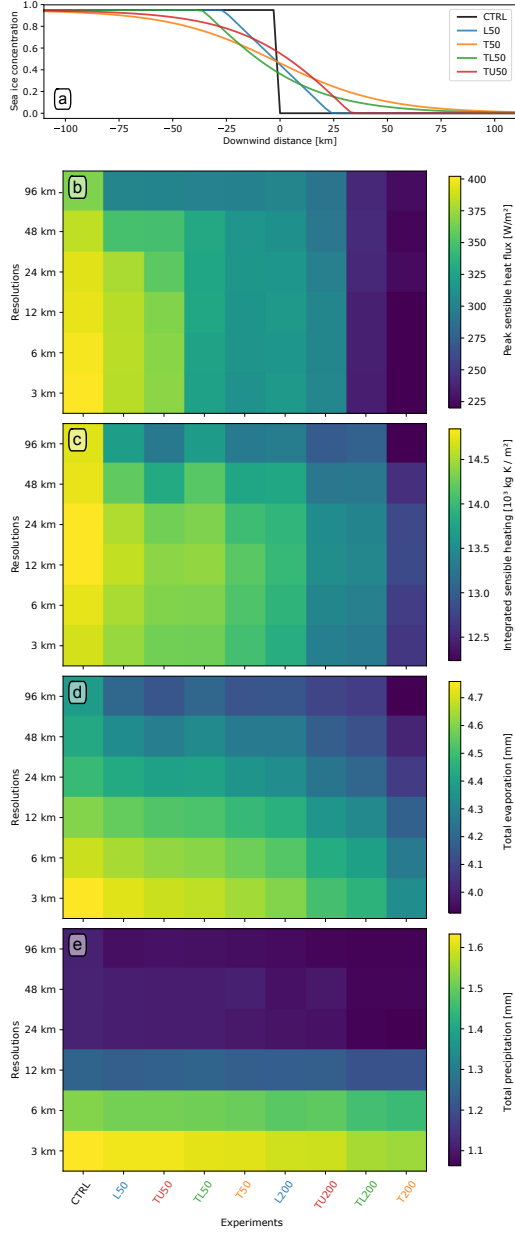 1.0
0.8
0.6
0.4
0.2
0.0
Sea ice concentration
a
CTRL
L50
T50
TL50
TU50
−100 −75 −50 −25 0 25 50 75 100
Downwind distance [km]
b
96 km
48 km
24 km
12 km
6 km
3 km
Resolutions
400
375
350
325
300
275
250
225
Peak sensible heat flux [W/m²]
c
96 km
48 km
24 km
12 km
6 km
3 km
Resolutions
14.5
14.0
13.5
13.0
12.5
Integrated sensible heating [10³ kg K / m²]
d
96 km
48 km
24 km
12 km
6 km
3 km
Resolutions
4.7
4.6
4.5
4.4
4.3
4.2
4.1
4.0
Total evaporation [mm]
e
96 km
48 km
24 km
12 km
6 km
3 km
Resolutions
1.6
1.5
1.4
1.3
1.2
1.1
Total precipitation [mm]
CTRL L50 TU50 TL50 T50 L200 TU200 TL200 T200
Experiments